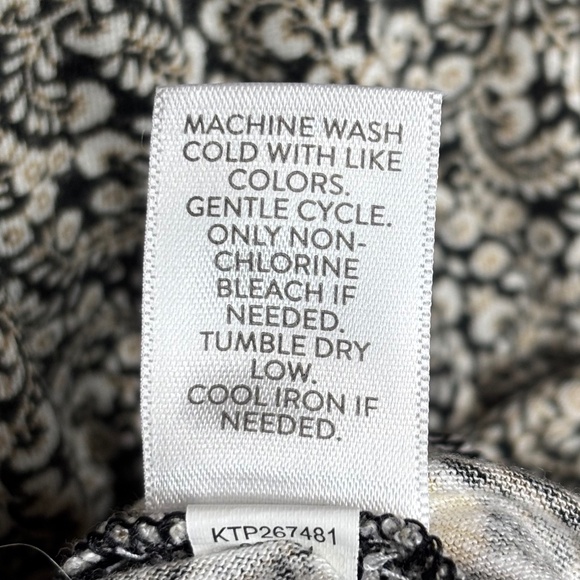 MACHINE WASH
COLD WITH LIKE
COLORS.
GENTLE CYCLE.
ONLY NON-
CHLORINE
BLEACH IF
NEEDED.
TUMBLE DRY
LOW.
COOL IRON IF
NEEDED.
KTP267481